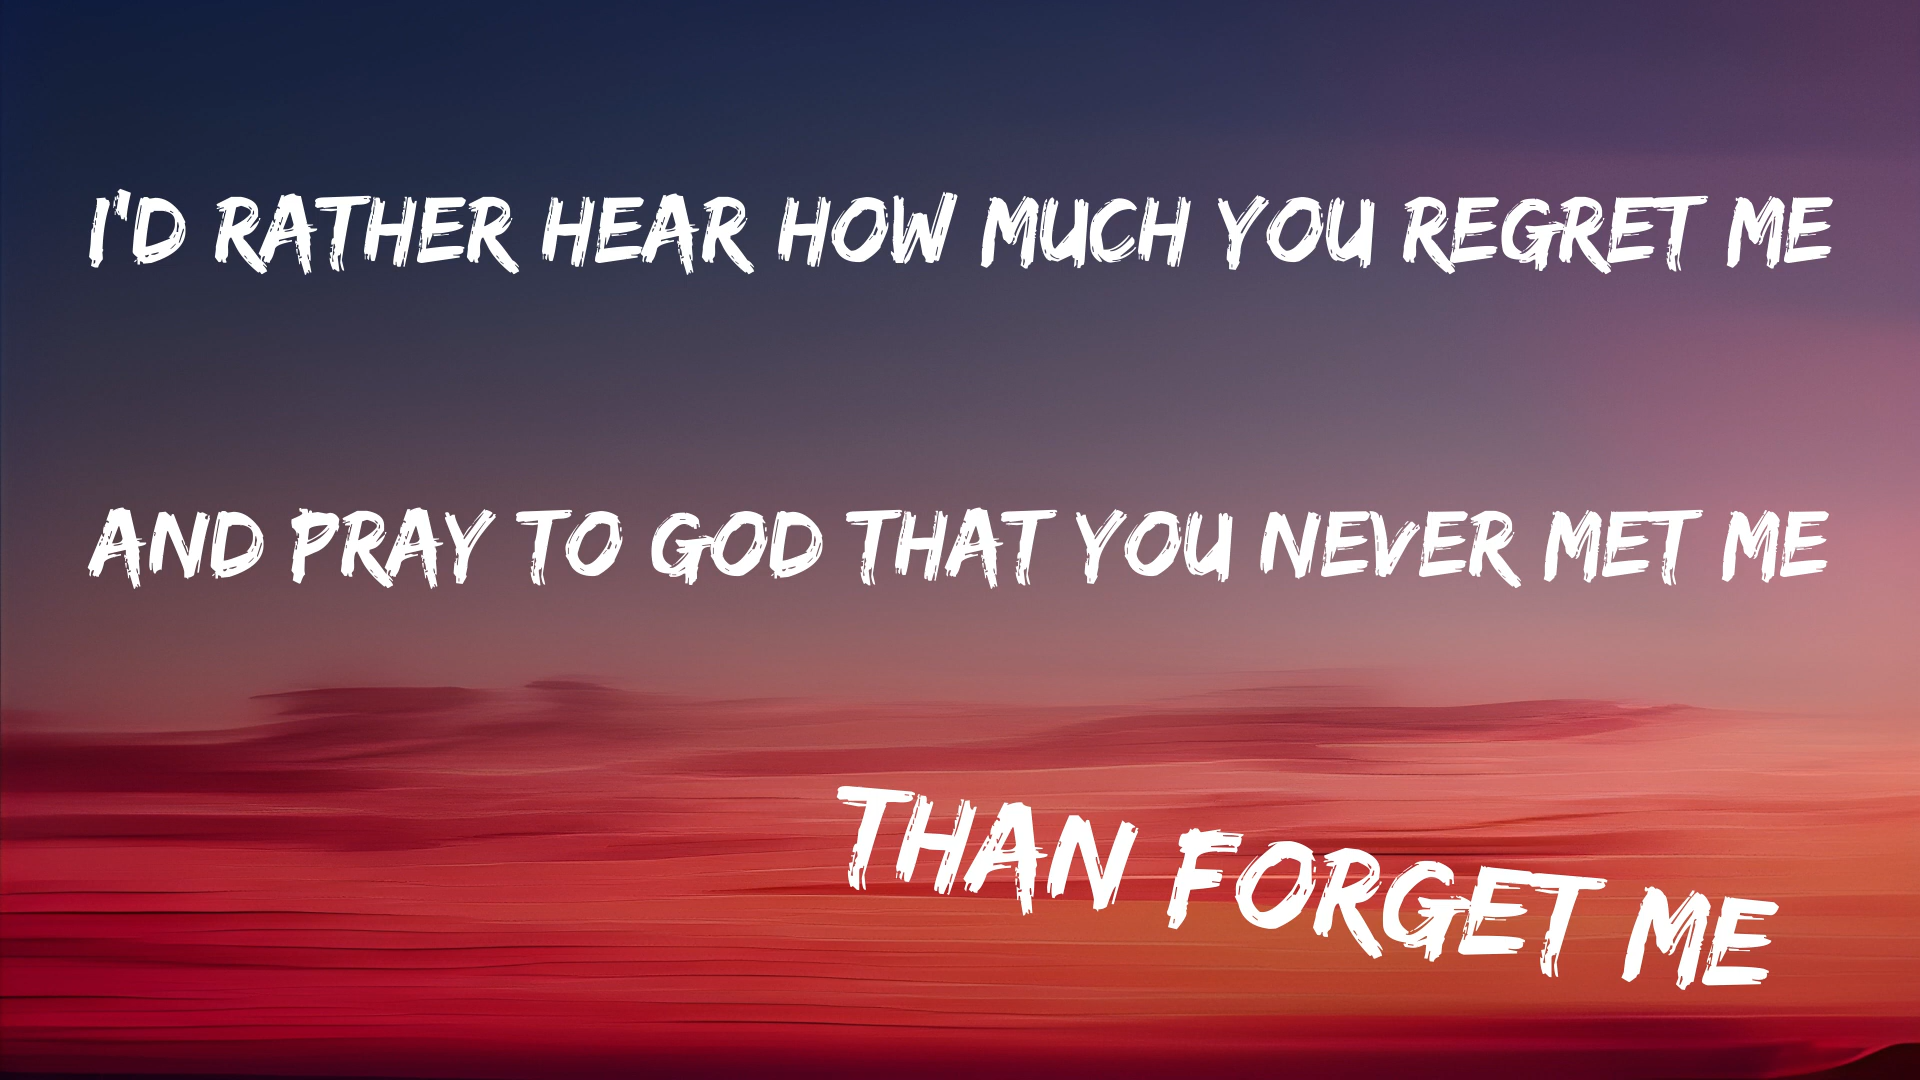 I'D RATHER HEAR HOW MUCH YOU REGRET ME
AND PRAY TO GOD THAT YOU NEVER MET ME
THAN FORGET ME